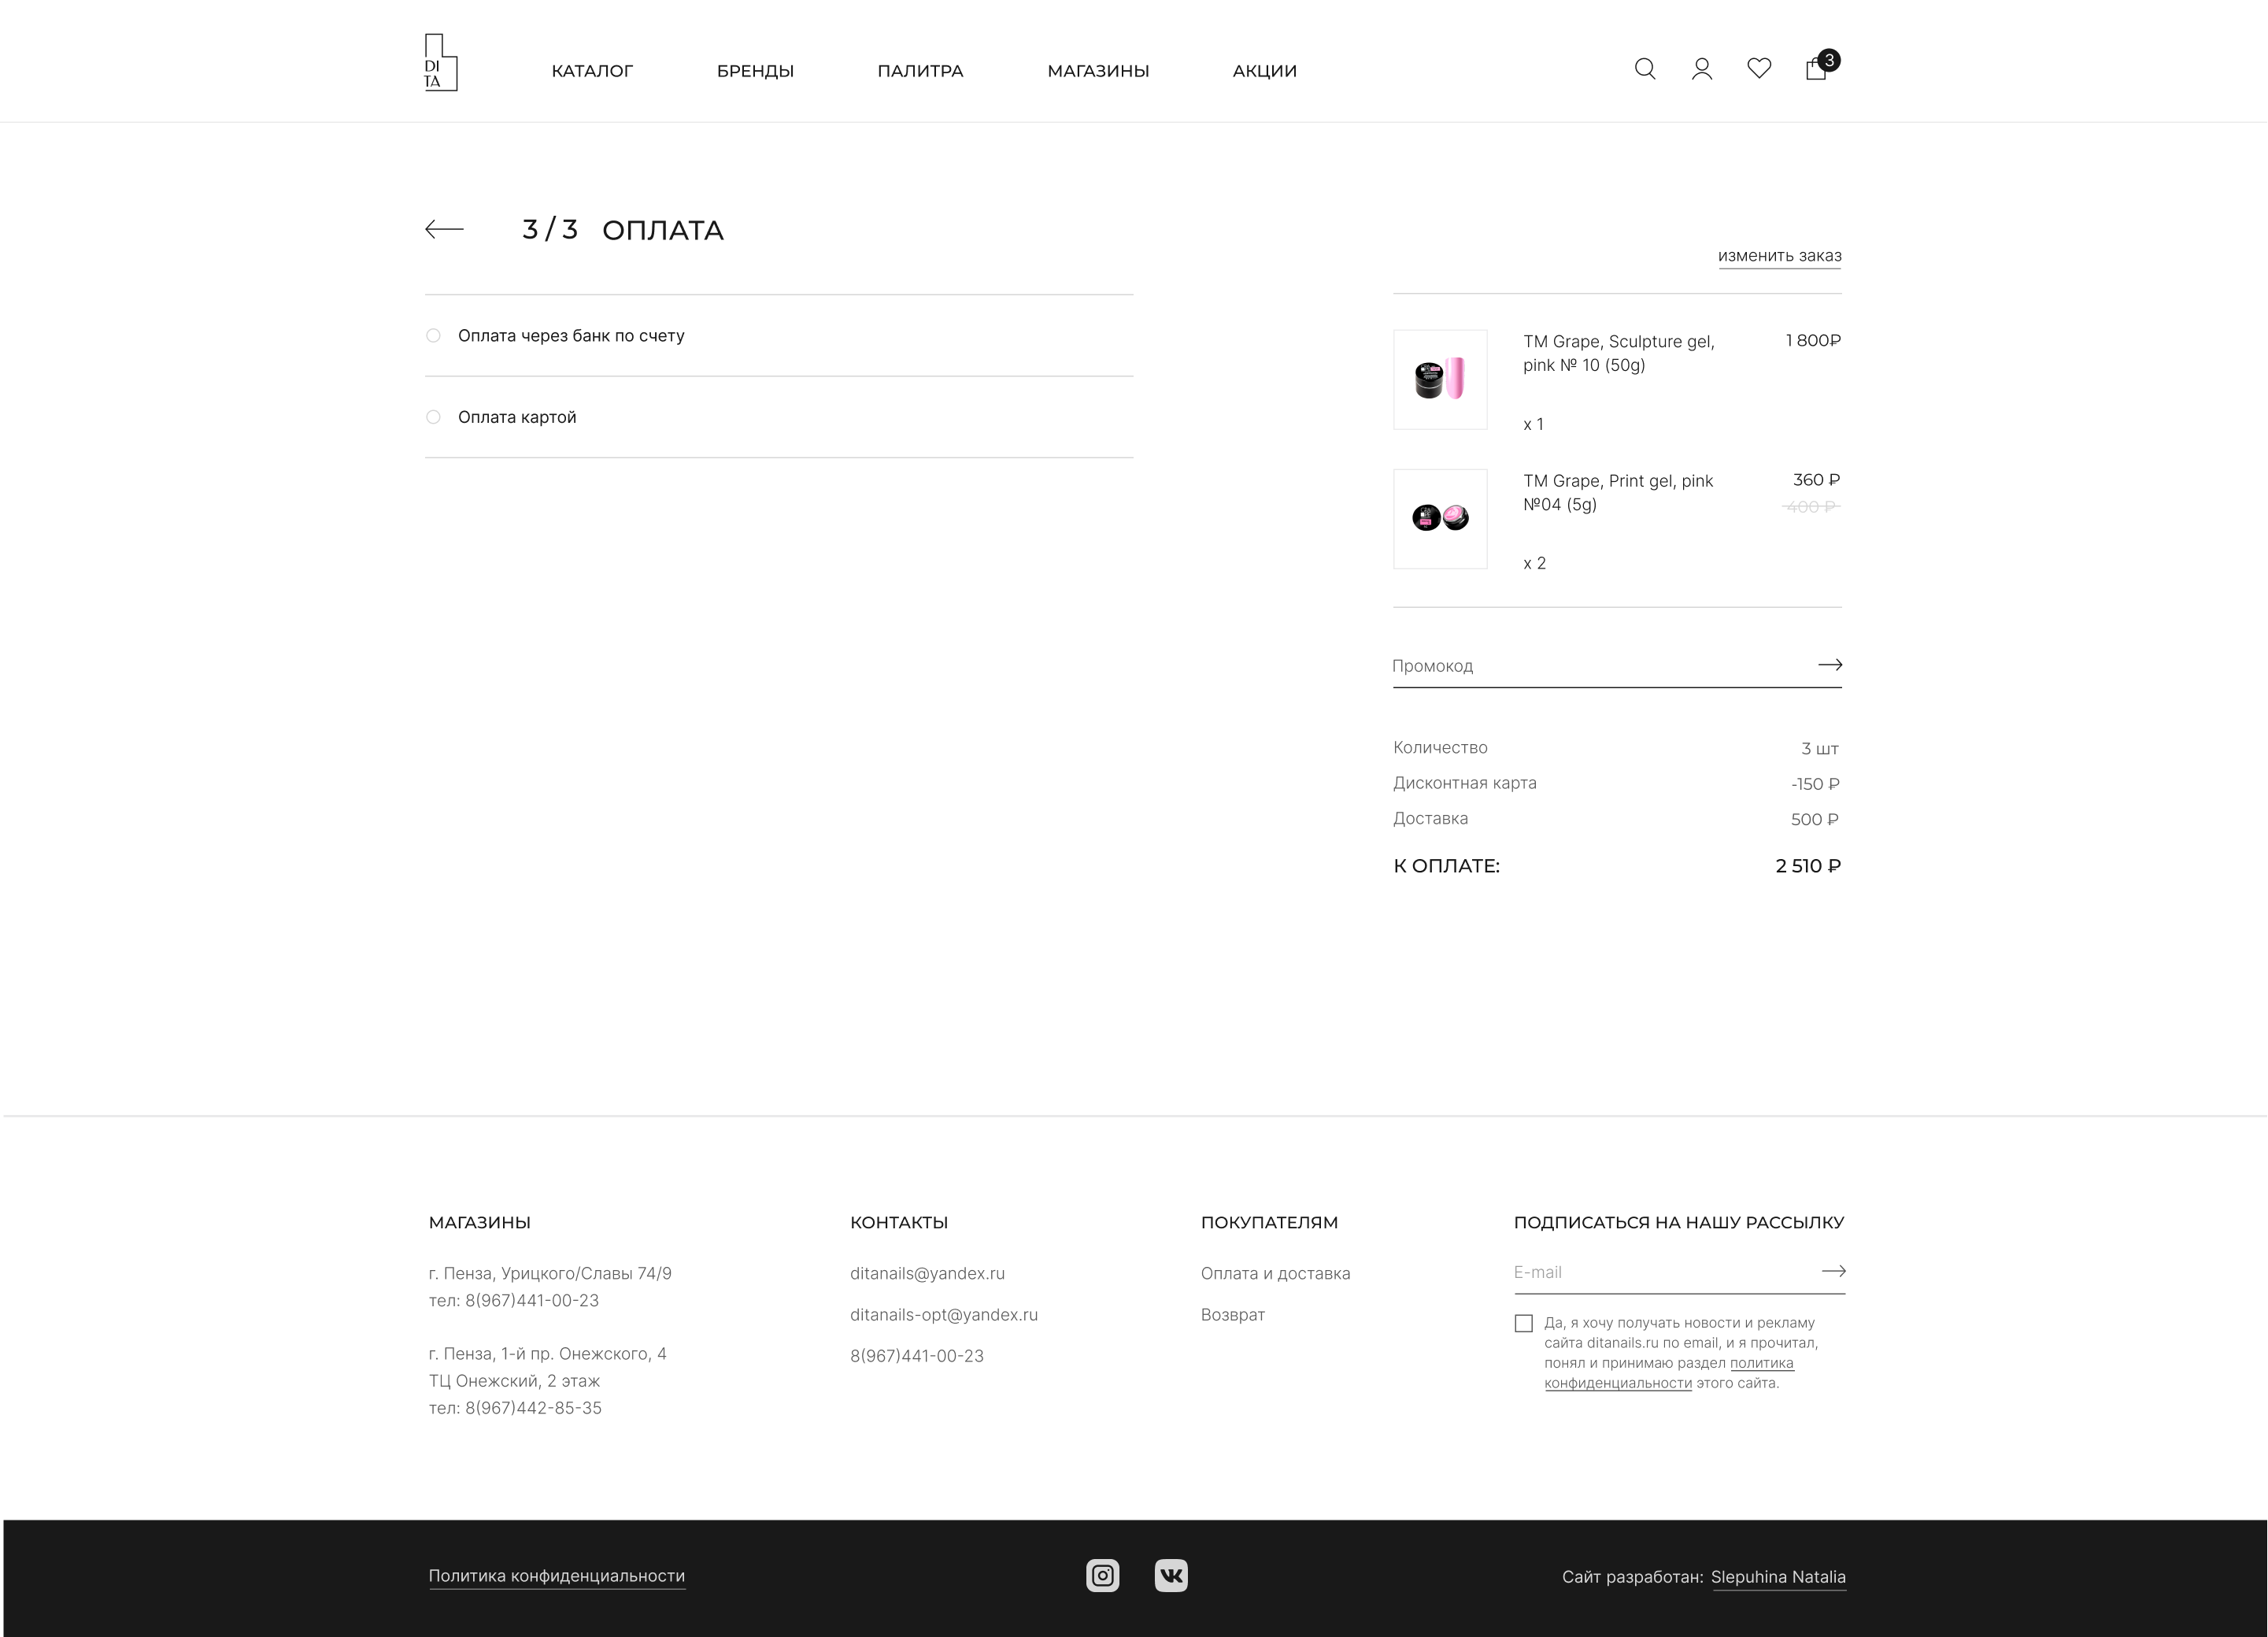 DI
TA
КАТАЛОГ
БРЕНДЫ
ПАЛИТРА
МАГАЗИНЫ
АКЦИИ
3
3 / 3 ОПЛАТА
изменить заказ
Оплата через банк по счету
Оплата картой
TM Grape, Sculpture gel,
pink № 10 (50g)
1 800₽
x 1
TM Grape, Print gel, pink
№04 (5g)
360 ₽
400 ₽
x 2
Промокод
Количество
3 шт
Дисконтная карта
-150 ₽
Доставка
500 ₽
К ОПЛАТЕ:
2 510 ₽
МАГАЗИНЫ
г. Пенза, Урицкого/Славы 74/9
тел: 8(967)441-00-23
г. Пенза, 1-й пр. Онежского, 4
ТЦ Онежский, 2 этаж
тел: 8(967)442-85-35
КОНТАКТЫ
ditanails@yandex.ru
ditanails-opt@yandex.ru
8(967)441-00-23
ПОКУПАТЕЛЯМ
Оплата и доставка
Возврат
ПОДПИСАТЬСЯ НА НАШУ РАССЫЛКУ
E-mail
Да, я хочу получать новости и рекламу
сайта ditanails.ru по email, и я прочитал,
понял и принимаю раздел политика
конфиденциальности этого сайта.
Политика конфиденциальности
Сайт разработан: Slepuhina Natalia